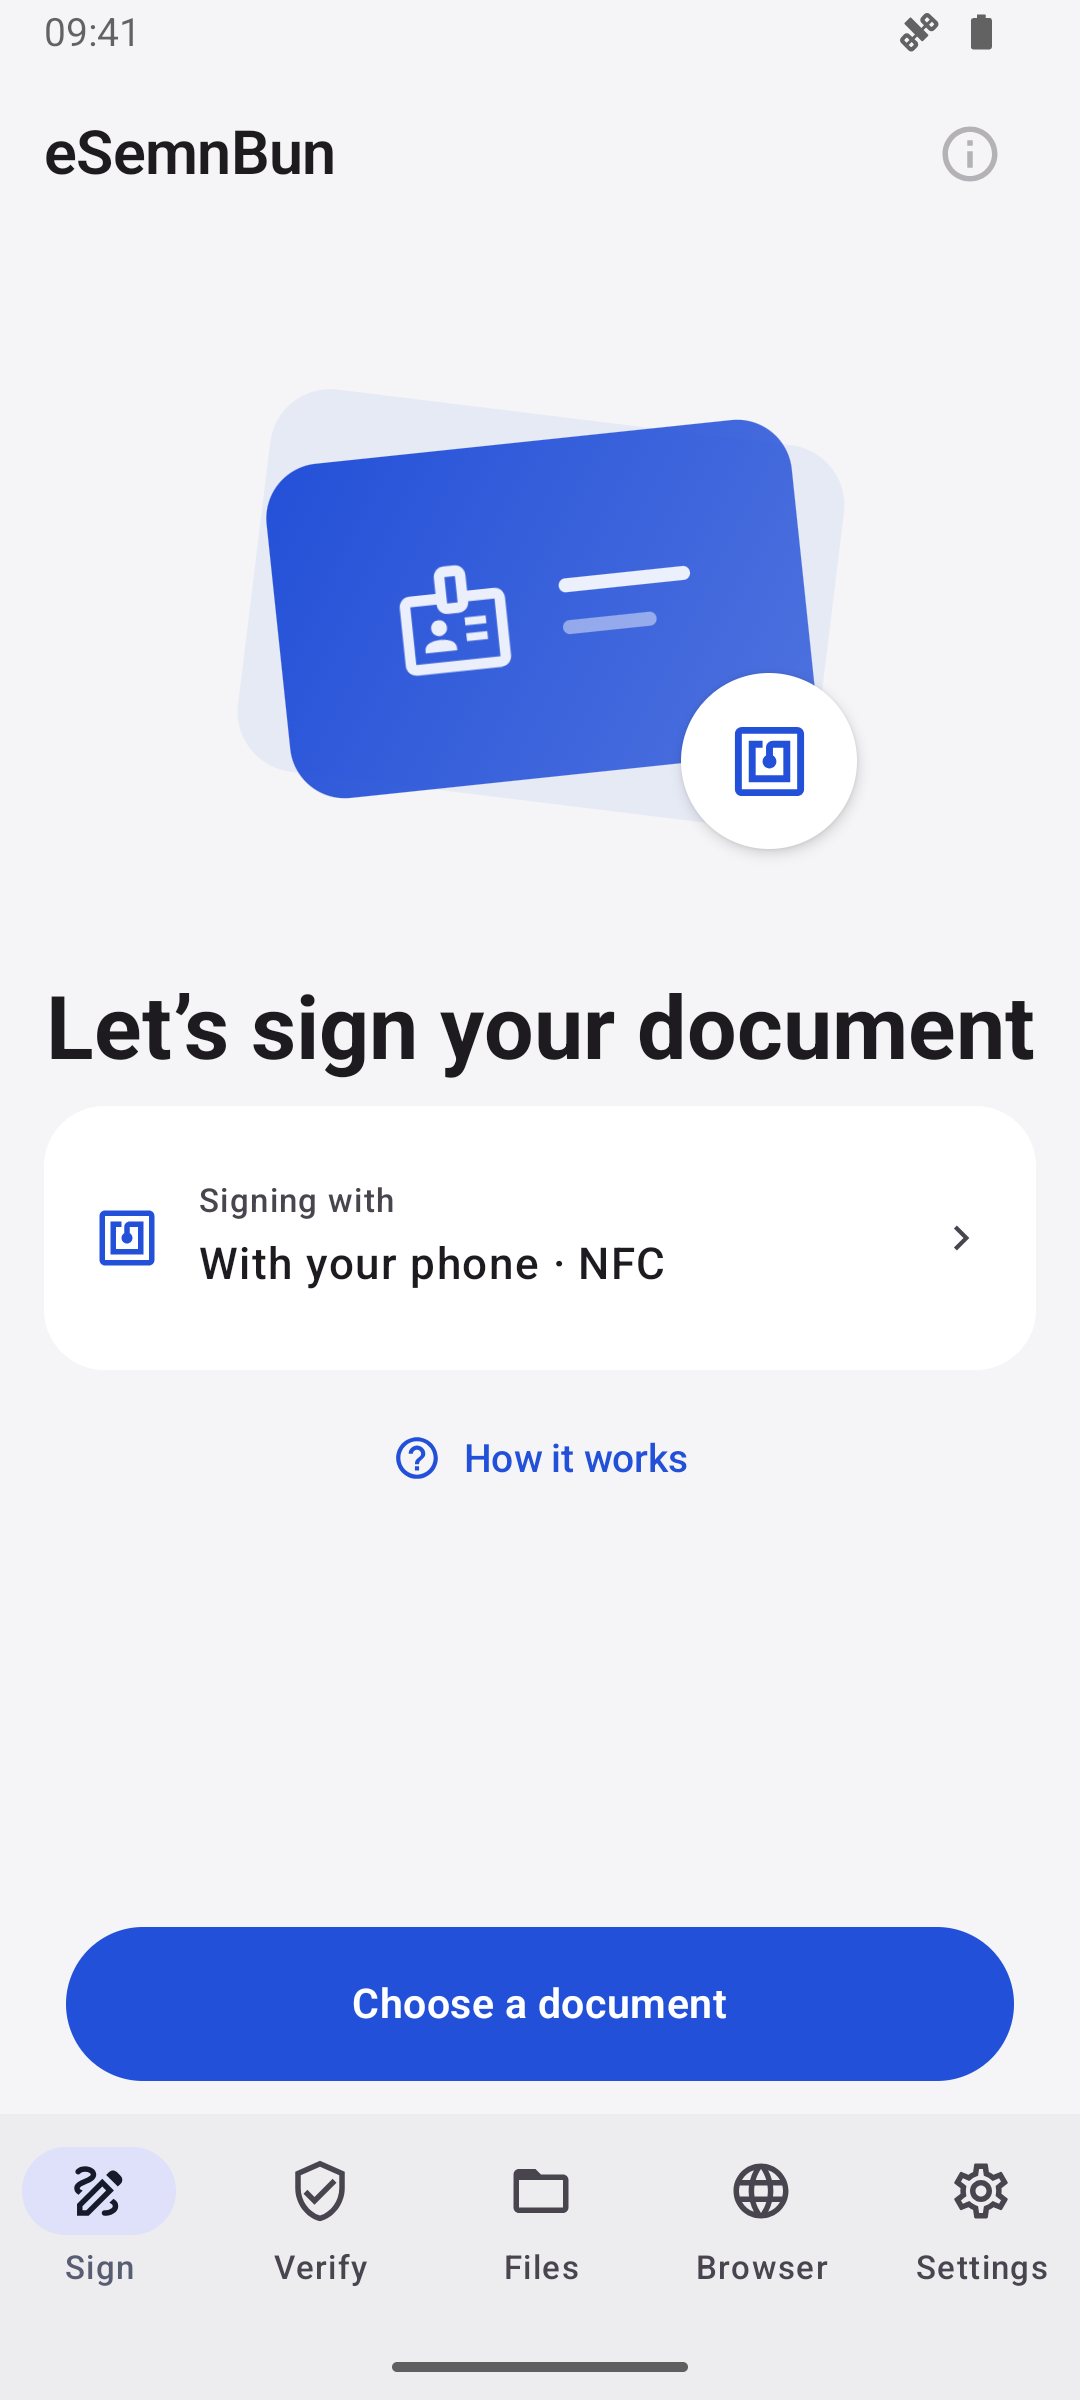 09:41
eSemnBun
Let’s sign your document
Signing with
With your phone · NFC
How it works
Choose a document
Sign
Verify
Files
Browser
Settings